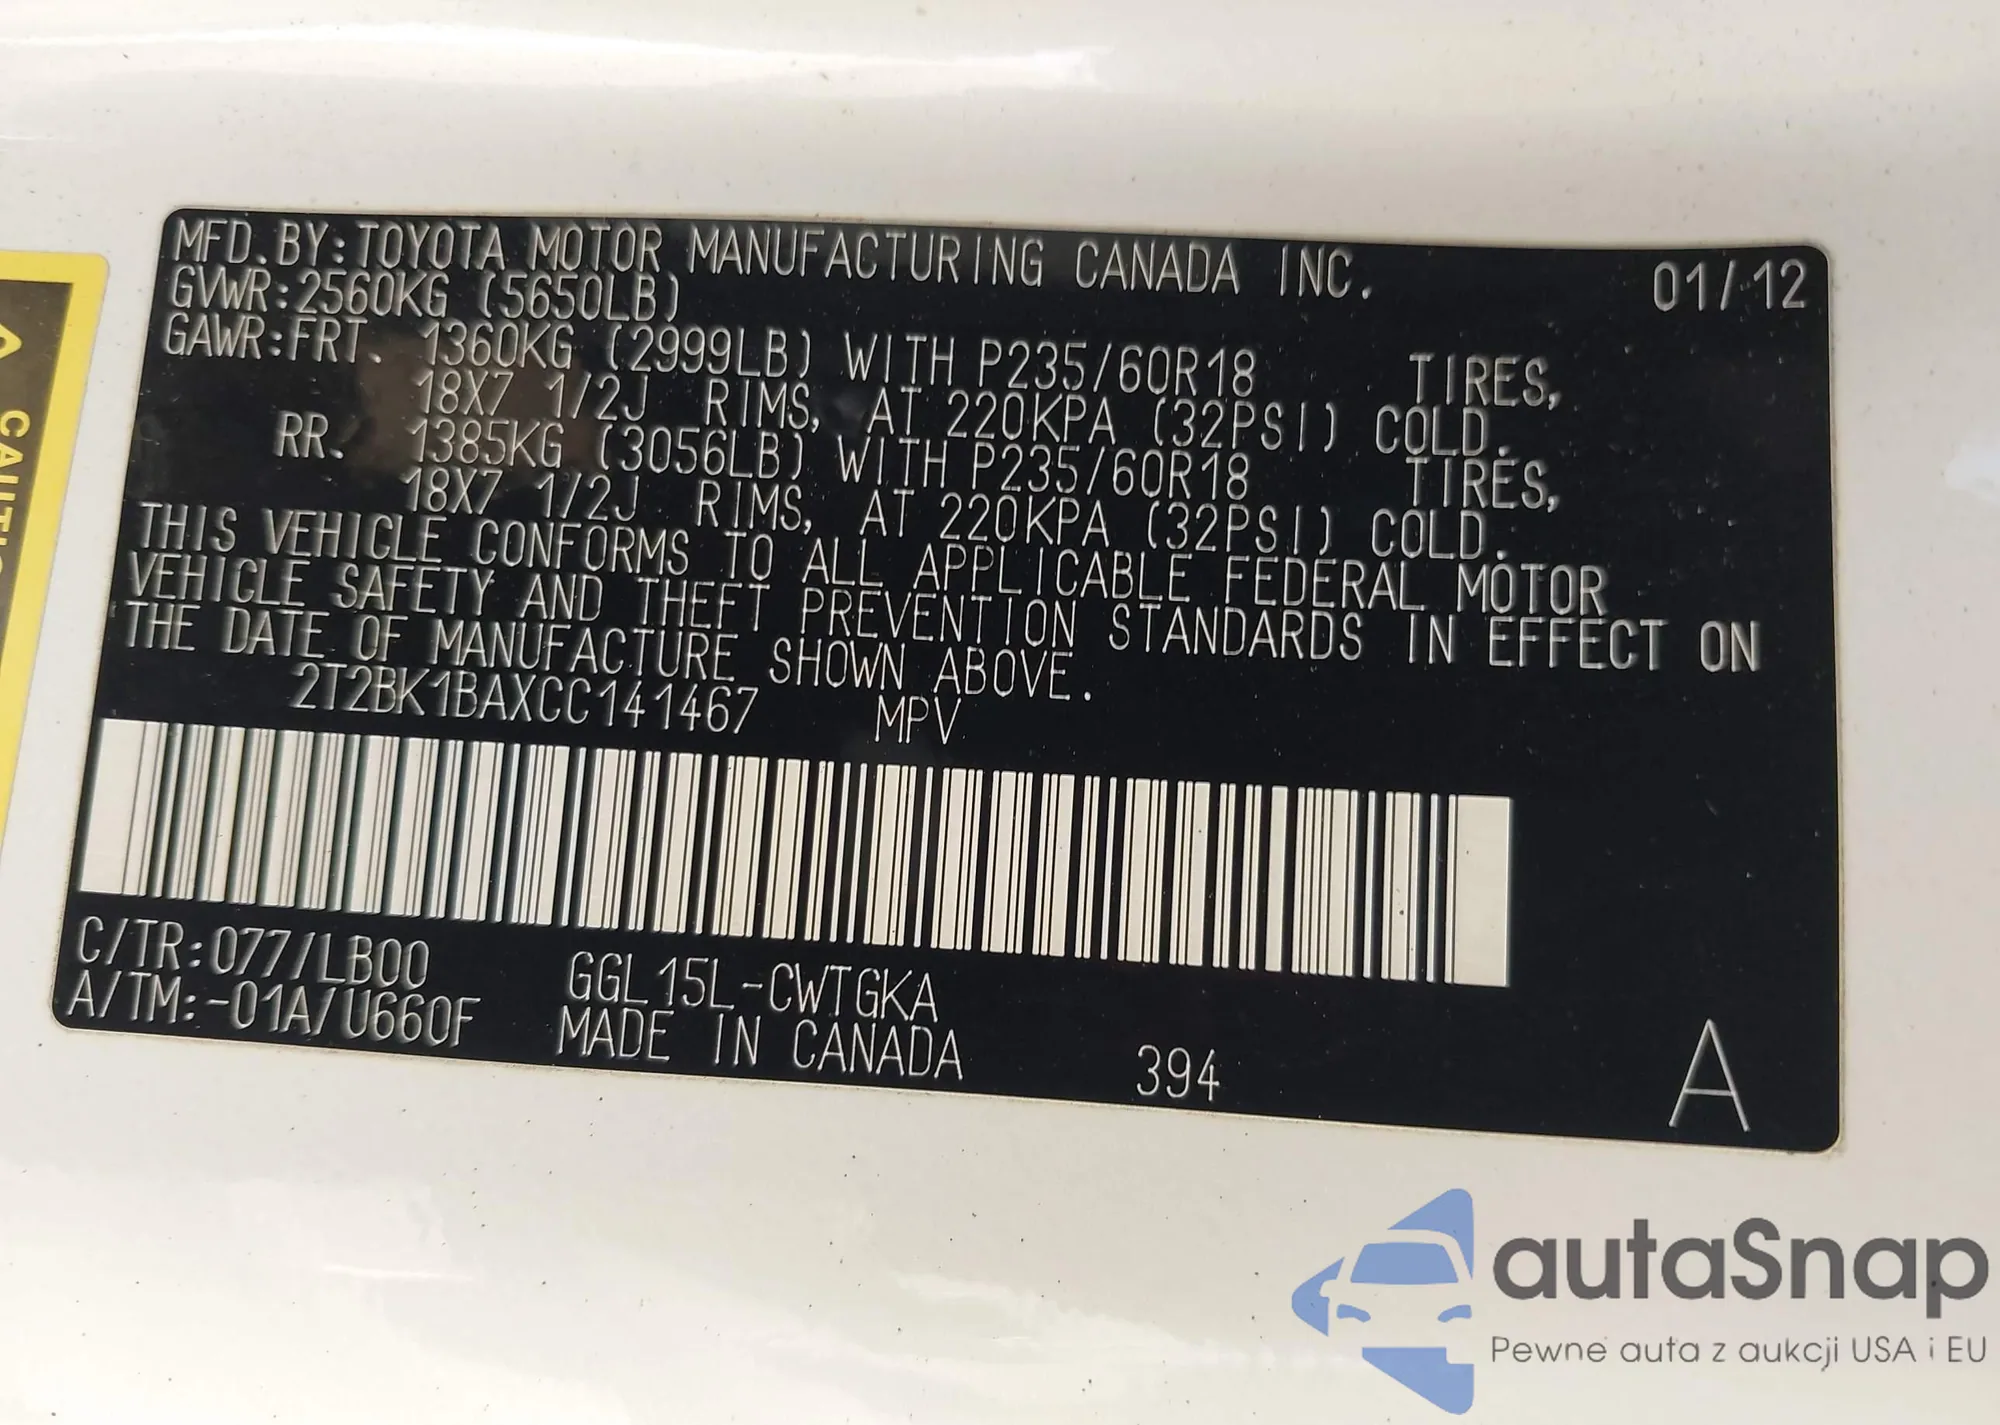 MFD. BY: TOYOTA MOTOR MANUFACTURING CANADA INC. 01/12
GVWR: 2560KG (5650LB)
GAWR: FRT. 1360KG (2999LB) WITH P235/60R18 TIRES,
18X7 1/2J RIMS, AT 220KPA (32PSI) COLD.
RR. 1385KG (3056LB) WITH P235/60R18 TIRES,
18X7 1/2J RIMS, AT 220KPA (32PSI) COLD.
THIS VEHICLE CONFORMS TO ALL APPLICABLE FEDERAL MOTOR
VEHICLE SAFETY AND THEFT PREVENTION STANDARDS IN EFFECT ON
THE DATE OF MANUFACTURE SHOWN ABOVE.
2T2BK1BAXCC141467 MPV
C/TR: 077/LB00 GGL15L-CWTGKA
A/TM: -01A/U660F MADE IN CANADA 394 A
autaSnap
Pewne auta z aukcji USA i EU